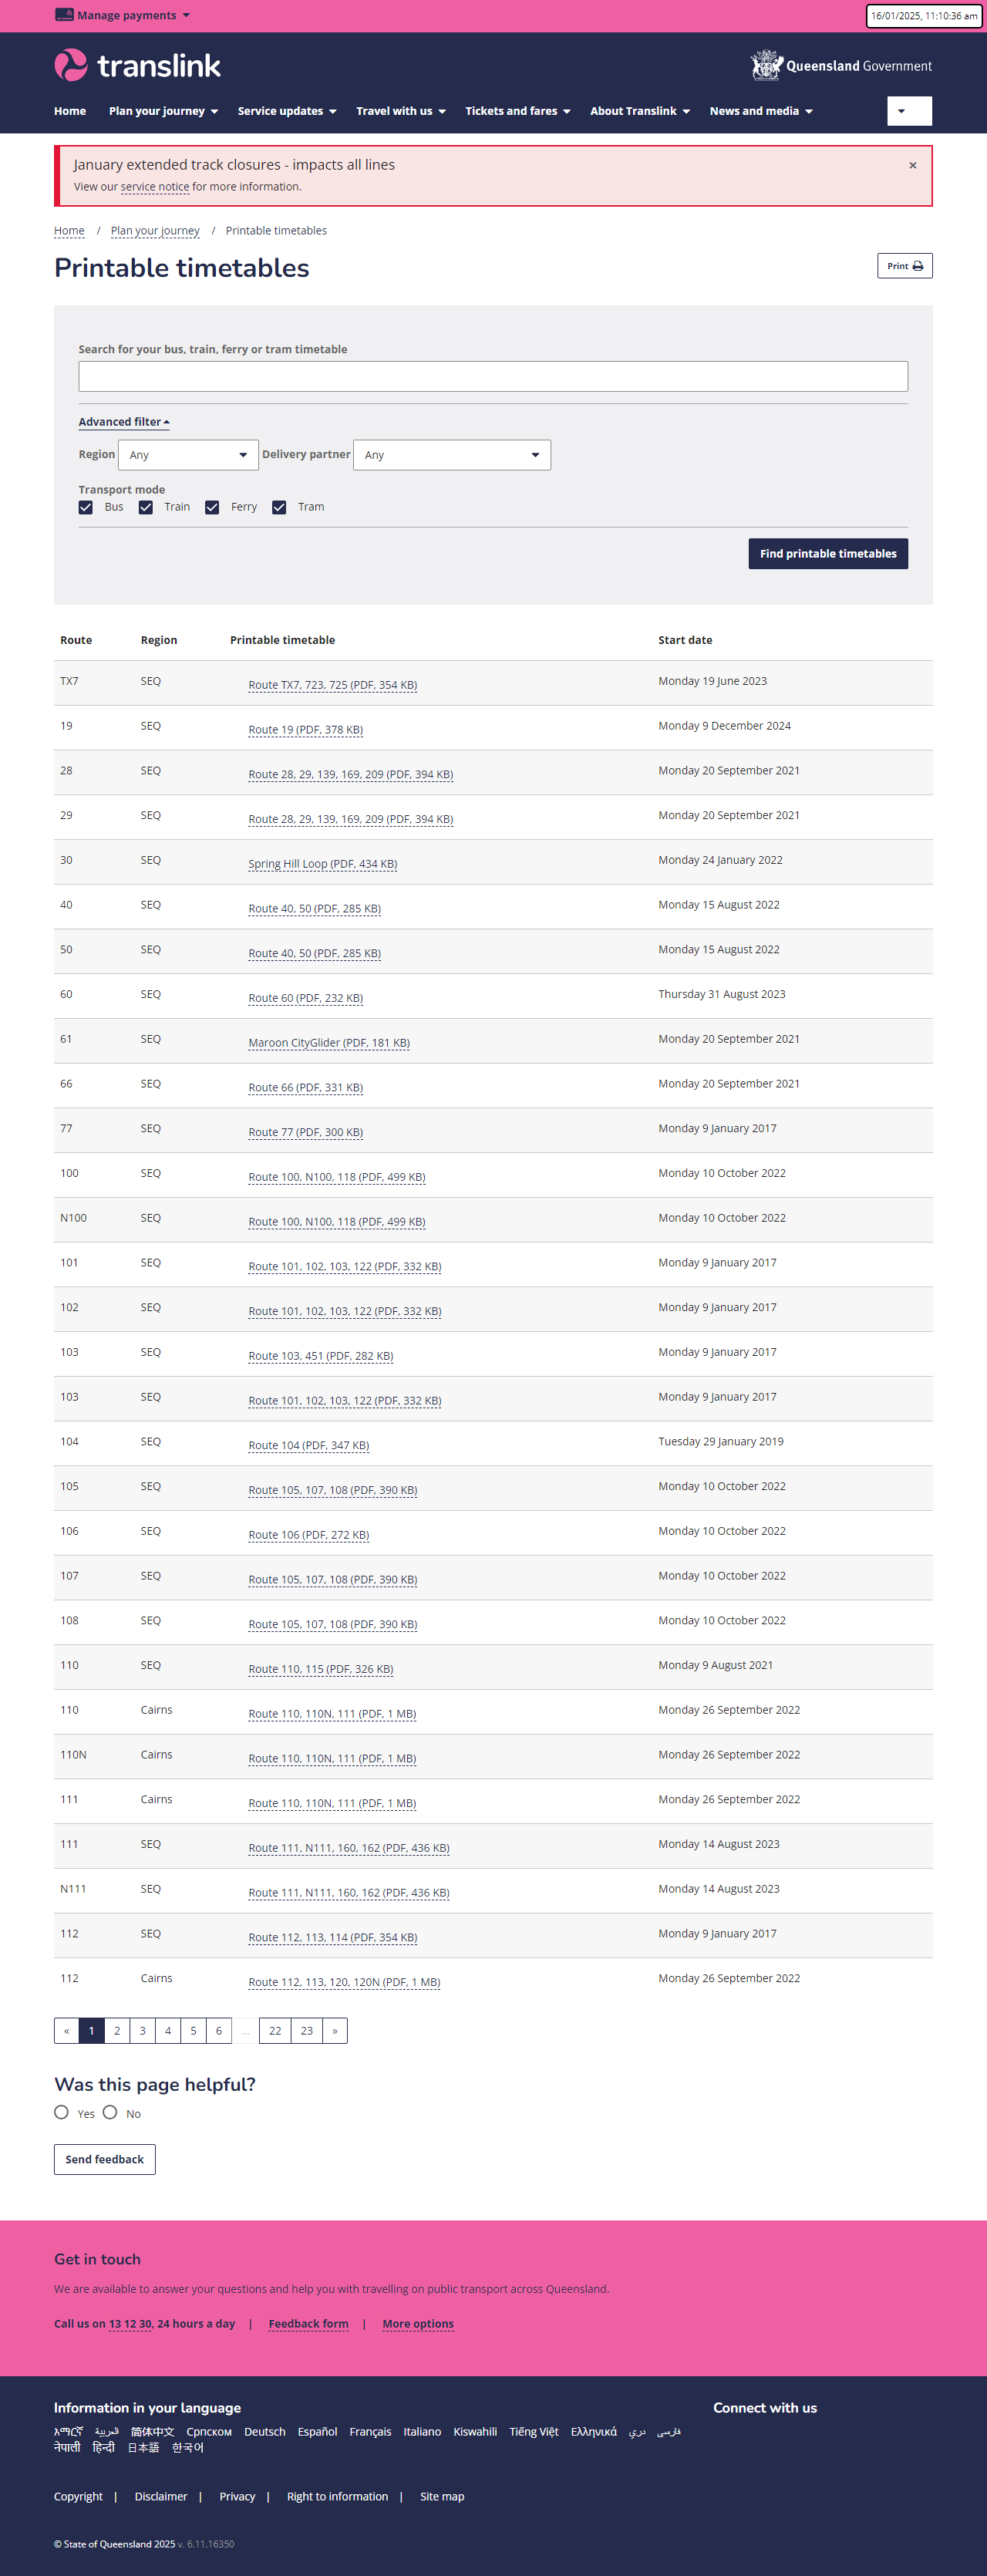 Manage payments
16/01/2025, 11:10:36 am
translink
Queensland Government
Home Plan your journey Service updates Travel with us Tickets and fares About Translink News and media
January extended track closures - impacts all lines
×
View our service notice for more information.
Home / Plan your journey / Printable timetables
Printable timetables
Print
Search for your bus, train, ferry or tram timetable
Advanced filter
Region Any Delivery partner Any
Transport mode
Bus Train Ferry Tram
Find printable timetables
Route Region Printable timetable Start date
TX7 SEQ Route TX7, 723, 725 (PDF, 354 KB) Monday 19 June 2023
19 SEQ Route 19 (PDF, 378 KB) Monday 9 December 2024
28 SEQ Route 28, 29, 139, 169, 209 (PDF, 394 KB) Monday 20 September 2021
29 SEQ Route 28, 29, 139, 169, 209 (PDF, 394 KB) Monday 20 September 2021
30 SEQ Spring Hill Loop (PDF, 434 KB) Monday 24 January 2022
40 SEQ Route 40, 50 (PDF, 285 KB) Monday 15 August 2022
50 SEQ Route 40, 50 (PDF, 285 KB) Monday 15 August 2022
60 SEQ Route 60 (PDF, 232 KB) Thursday 31 August 2023
61 SEQ Maroon CityGlider (PDF, 181 KB) Monday 20 September 2021
66 SEQ Route 66 (PDF, 331 KB) Monday 20 September 2021
77 SEQ Route 77 (PDF, 300 KB) Monday 9 January 2017
100 SEQ Route 100, N100, 118 (PDF, 499 KB) Monday 10 October 2022
N100 SEQ Route 100, N100, 118 (PDF, 499 KB) Monday 10 October 2022
101 SEQ Route 101, 102, 103, 122 (PDF, 332 KB) Monday 9 January 2017
102 SEQ Route 101, 102, 103, 122 (PDF, 332 KB) Monday 9 January 2017
103 SEQ Route 103, 451 (PDF, 282 KB) Monday 9 January 2017
103 SEQ Route 101, 102, 103, 122 (PDF, 332 KB) Monday 9 January 2017
104 SEQ Route 104 (PDF, 347 KB) Tuesday 29 January 2019
105 SEQ Route 105, 107, 108 (PDF, 390 KB) Monday 10 October 2022
106 SEQ Route 106 (PDF, 272 KB) Monday 10 October 2022
107 SEQ Route 105, 107, 108 (PDF, 390 KB) Monday 10 October 2022
108 SEQ Route 105, 107, 108 (PDF, 390 KB) Monday 10 October 2022
110 SEQ Route 110, 115 (PDF, 326 KB) Monday 9 August 2021
110 Cairns Route 110, 110N, 111 (PDF, 1 MB) Monday 26 September 2022
110N Cairns Route 110, 110N, 111 (PDF, 1 MB) Monday 26 September 2022
111 Cairns Route 110, 110N, 111 (PDF, 1 MB) Monday 26 September 2022
111 SEQ Route 111, N111, 160, 162 (PDF, 436 KB) Monday 14 August 2023
N111 SEQ Route 111, N111, 160, 162 (PDF, 436 KB) Monday 14 August 2023
112 SEQ Route 112, 113, 114 (PDF, 354 KB) Monday 9 January 2017
112 Cairns Route 112, 113, 120, 120N (PDF, 1 MB) Monday 26 September 2022
« 1 2 3 4 5 6 ... 22 23 »
Was this page helpful?
Yes No
Send feedback
Get in touch
We are available to answer your questions and help you with travelling on public transport across Queensland.
Call us on 13 12 30, 24 hours a day | Feedback form | More options
Information in your language
Connect with us
አማርኛ العربية 简体中文 Српском Deutsch Español Français Italiano Kiswahili Tiếng Việt Ελληνικά دری فارسی
नेपाली हिन्दी 日本語 한국어
Copyright | Disclaimer | Privacy | Right to information | Site map
© State of Queensland 2025 v. 6.11.16350